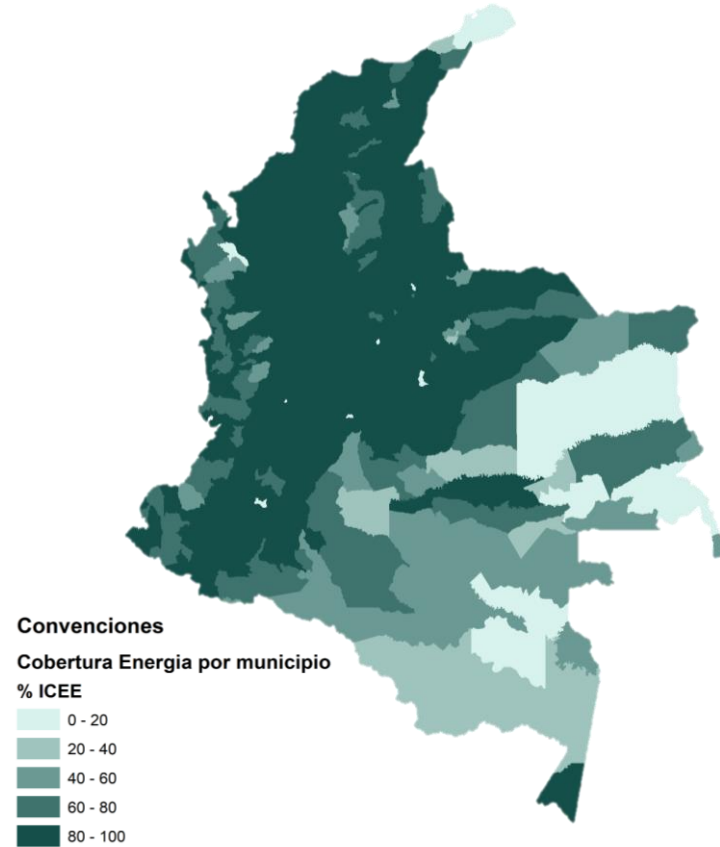 Convenciones
Cobertura Energia por municipio
% ICEE
0 - 20
20 - 40
40 - 60
60 - 80
80 - 100